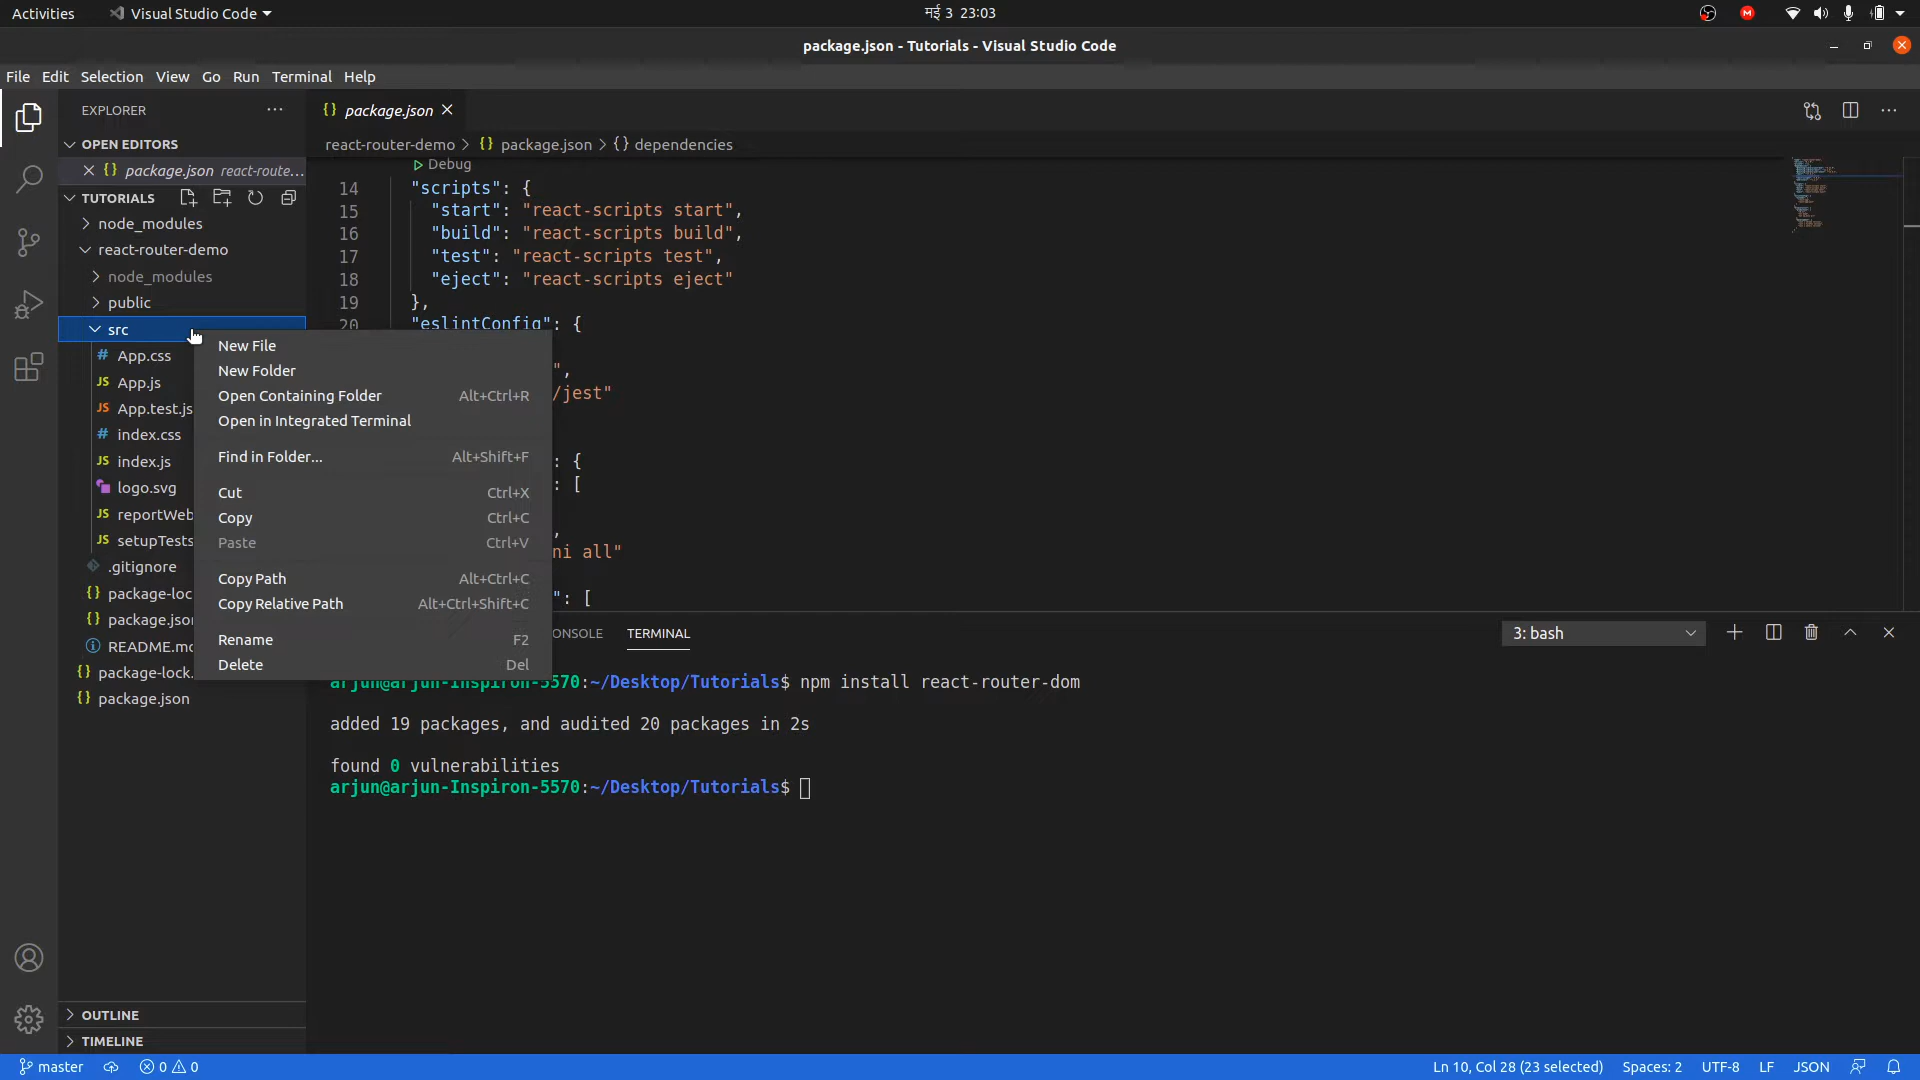 Activities
Visual Studio Code
मई 3 23:03
package.json - Tutorials - Visual Studio Code
File Edit Selection View Go Run Terminal Help
EXPLORER
OPEN EDITORS
package.json react-route...
TUTORIALS
node_modules
react-router-demo
node_modules
public
src
App.css
App.js
App.test.js
index.css
index.js
logo.svg
reportWeb
setupTests
.gitignore
package-loc
package.json
README.md
package-lock.
package.json
OUTLINE
TIMELINE
New File
New Folder
Open Containing Folder Alt+Ctrl+R
Open in Integrated Terminal
Find in Folder... Alt+Shift+F
Cut Ctrl+X
Copy Ctrl+C
Paste Ctrl+V
Copy Path Alt+Ctrl+C
Copy Relative Path Alt+Ctrl+Shift+C
Rename F2
Delete Del
package.json
react-router-demo > {} package.json > {} dependencies
Debug
14 "scripts": {
15 "start": "react-scripts start",
16 "build": "react-scripts build",
17 "test": "react-scripts test",
18 "eject": "react-scripts eject"
19 },
20 "eslintConfig": {
",
/jest"
: {
: [
,
ni all"
": [
ONSOLE TERMINAL
3: bash
arjun@arjun-Inspiron-5570:~/Desktop/Tutorials$ npm install react-router-dom
added 19 packages, and audited 20 packages in 2s
found 0 vulnerabilities
arjun@arjun-Inspiron-5570:~/Desktop/Tutorials$
master
0 0
Ln 10, Col 28 (23 selected) Spaces: 2 UTF-8 LF JSON